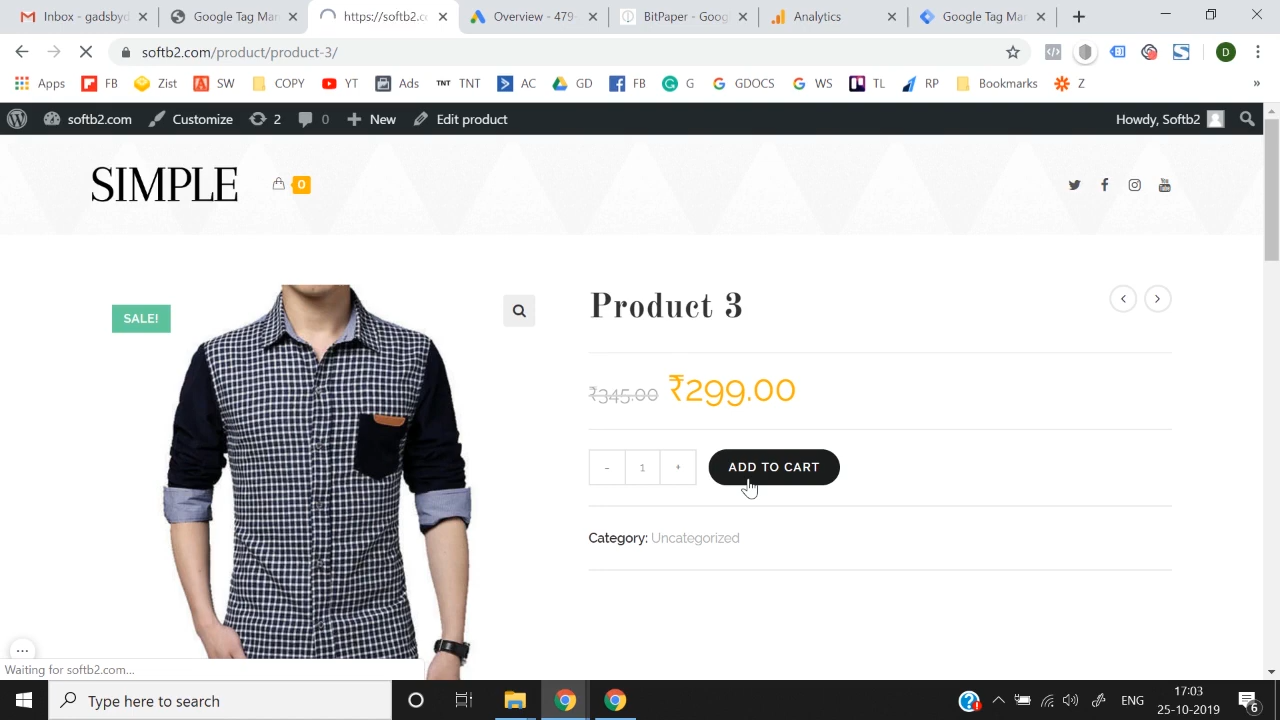 Inbox - gadsbyd
Google Tag Mar
https://softb2.co
Overview - 479-
BitPaper - Goog
Analytics
Google Tag Mar
softb2.com/product/product-3/
D
Apps
FB
Zist
SW
COPY
YT
Ads
TNT TNT
AC
GD
FB
G
GDOCS
WS
TL
RP
Bookmarks
Z
»
softb2.com
Customize
2
0
New
Edit product
Howdy, Softb2
SIMPLE
0
SALE!
Product 3
₹345.00 ₹299.00
- 1 +
ADD TO CART
Category: Uncategorized
Waiting for softb2.com...
Type here to search
ENG
17:03
25-10-2019
6